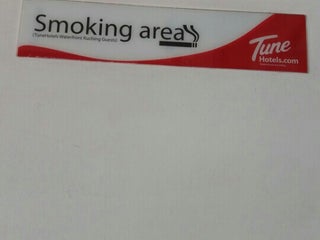 Smoking area
(TuneHotels Waterfront Kuching Guests)
Tune
Hotels.com